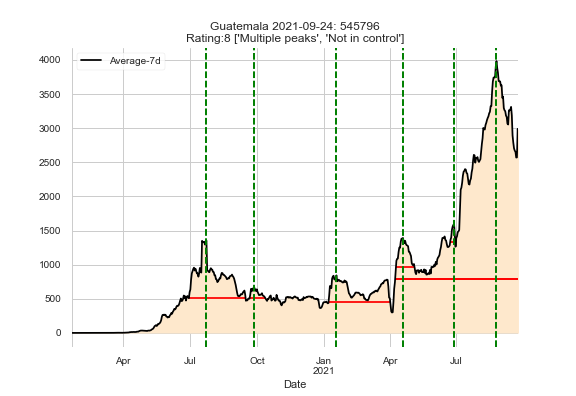 Guatemala 2021-09-24: 545796
Rating:8 ['Multiple peaks', 'Not in control']
Average-7d
4000
3500
3000
2500
2000
1500
1000
500
0
Apr
Jul
Oct
Jan
2021
Apr
Jul
Date